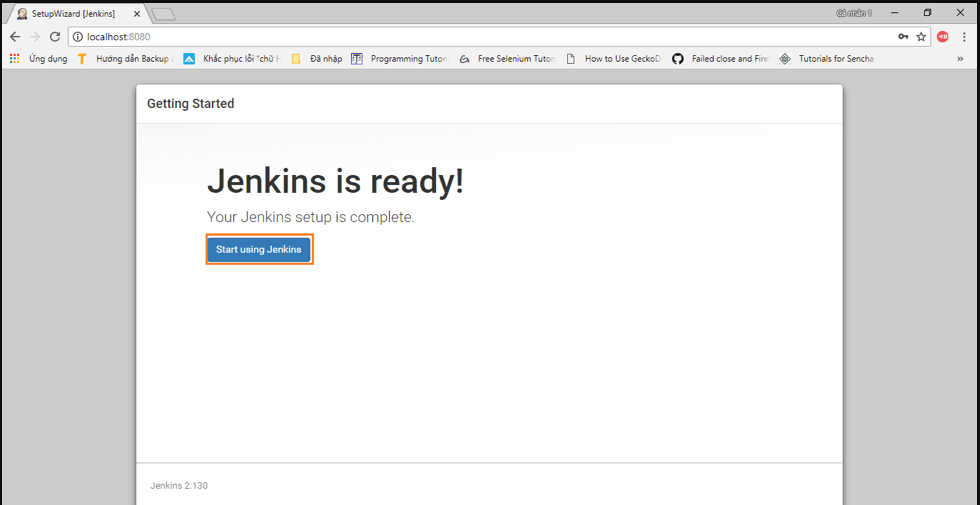 SetupWizard [Jenkins]
Cá nhân 1
localhost:8080
Ứng dụng
Hướng dẫn Backup
Khắc phục lỗi "chữ H
Đã nhập
Programming Tutori
Free Selenium Tutor
How to Use GeckoD
Failed close and Fire
Tutorials for Sencha
»
Getting Started
Jenkins is ready!
Your Jenkins setup is complete.
Start using Jenkins
Jenkins 2.130